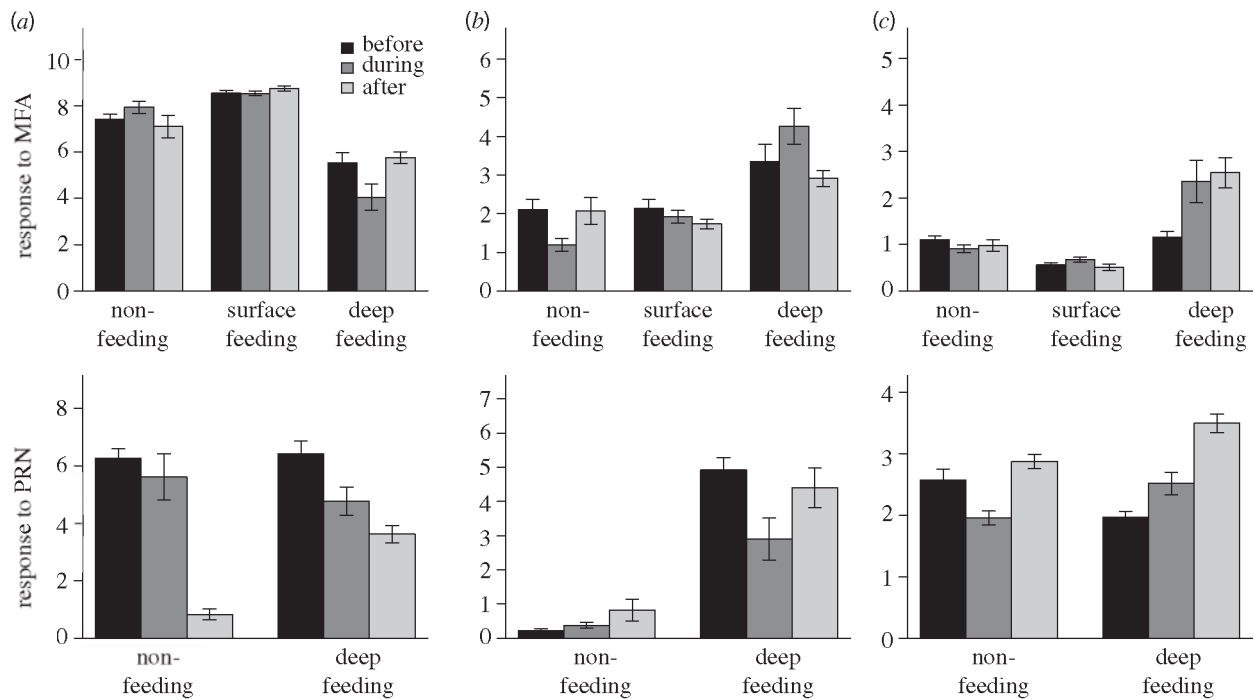 (a)
before
during
after
response to MFA
10
8
6
4
2
0
non-
feeding
surface
feeding
deep
feeding
(b)
6
5
4
3
2
1
0
non-
feeding
surface
feeding
deep
feeding
(c)
5
4
3
2
1
0
non-
feeding
surface
feeding
deep
feeding
response to PRN
8
6
4
2
0
non-
feeding
deep
feeding
7
6
5
4
3
2
1
0
non-
feeding
deep
feeding
4
3
2
1
0
non-
feeding
deep
feeding